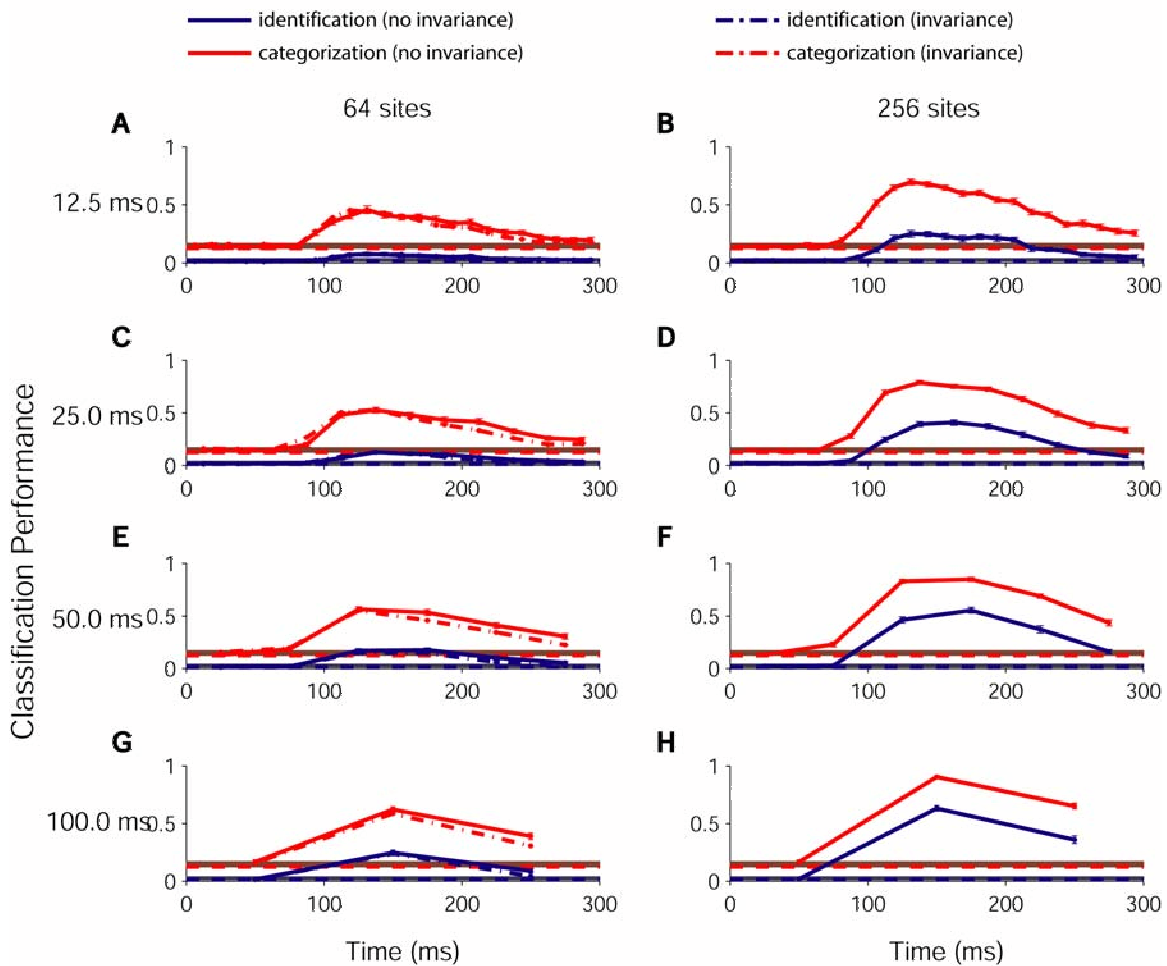 identification (no invariance) identification (invariance)
categorization (no invariance) categorization (invariance)
64 sites 256 sites
A B
12.5 ms
1 1
0.5 0.5
0 0
0 100 200 300 0 100 200 300
C D
25.0 ms
1 1
0.5 0.5
0 0
0 100 200 300 0 100 200 300
E F
50.0 ms
1 1
0.5 0.5
0 0
0 100 200 300 0 100 200 300
G H
100.0 ms
1 1
0.5 0.5
0 0
0 100 200 300 0 100 200 300
Time (ms) Time (ms)
Classification Performance